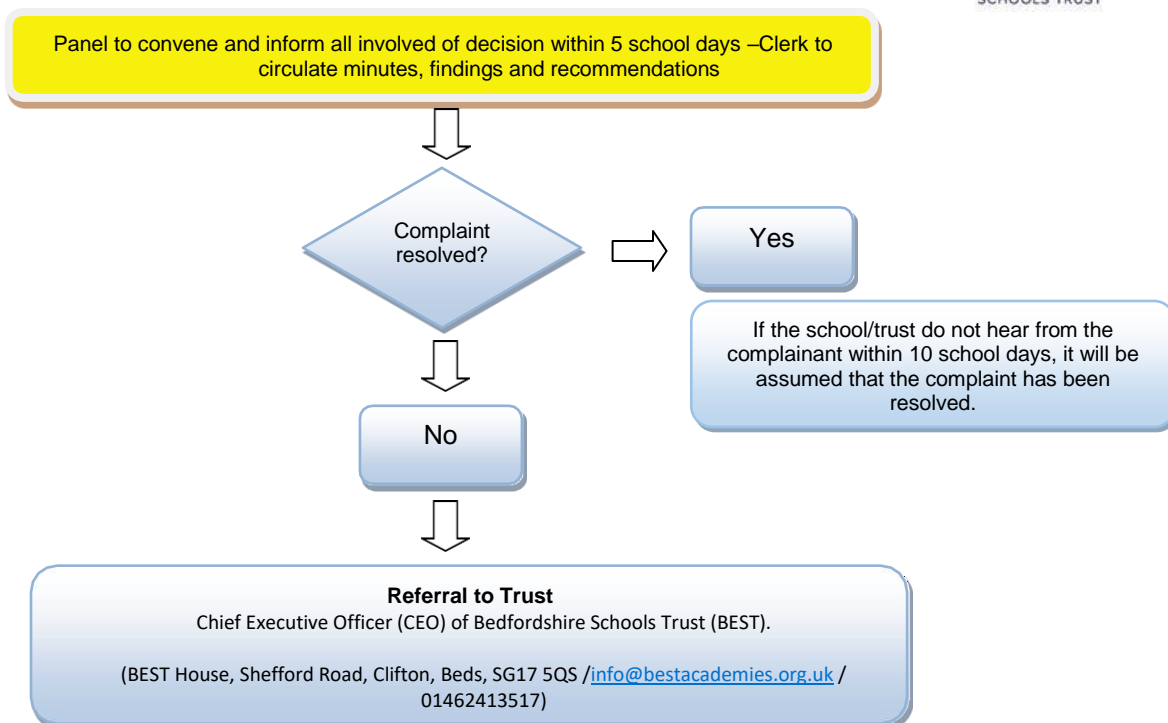 SCHOOLS TRUST
Panel to convene and inform all involved of decision within 5 school days –Clerk to
circulate minutes, findings and recommendations
Complaint
resolved?
Yes
If the school/trust do not hear from the
complainant within 10 school days, it will be
assumed that the complaint has been
resolved.
No
Referral to Trust
Chief Executive Officer (CEO) of Bedfordshire Schools Trust (BEST).
(BEST House, Shefford Road, Clifton, Beds, SG17 5QS /info@bestacademies.org.uk /
01462413517)